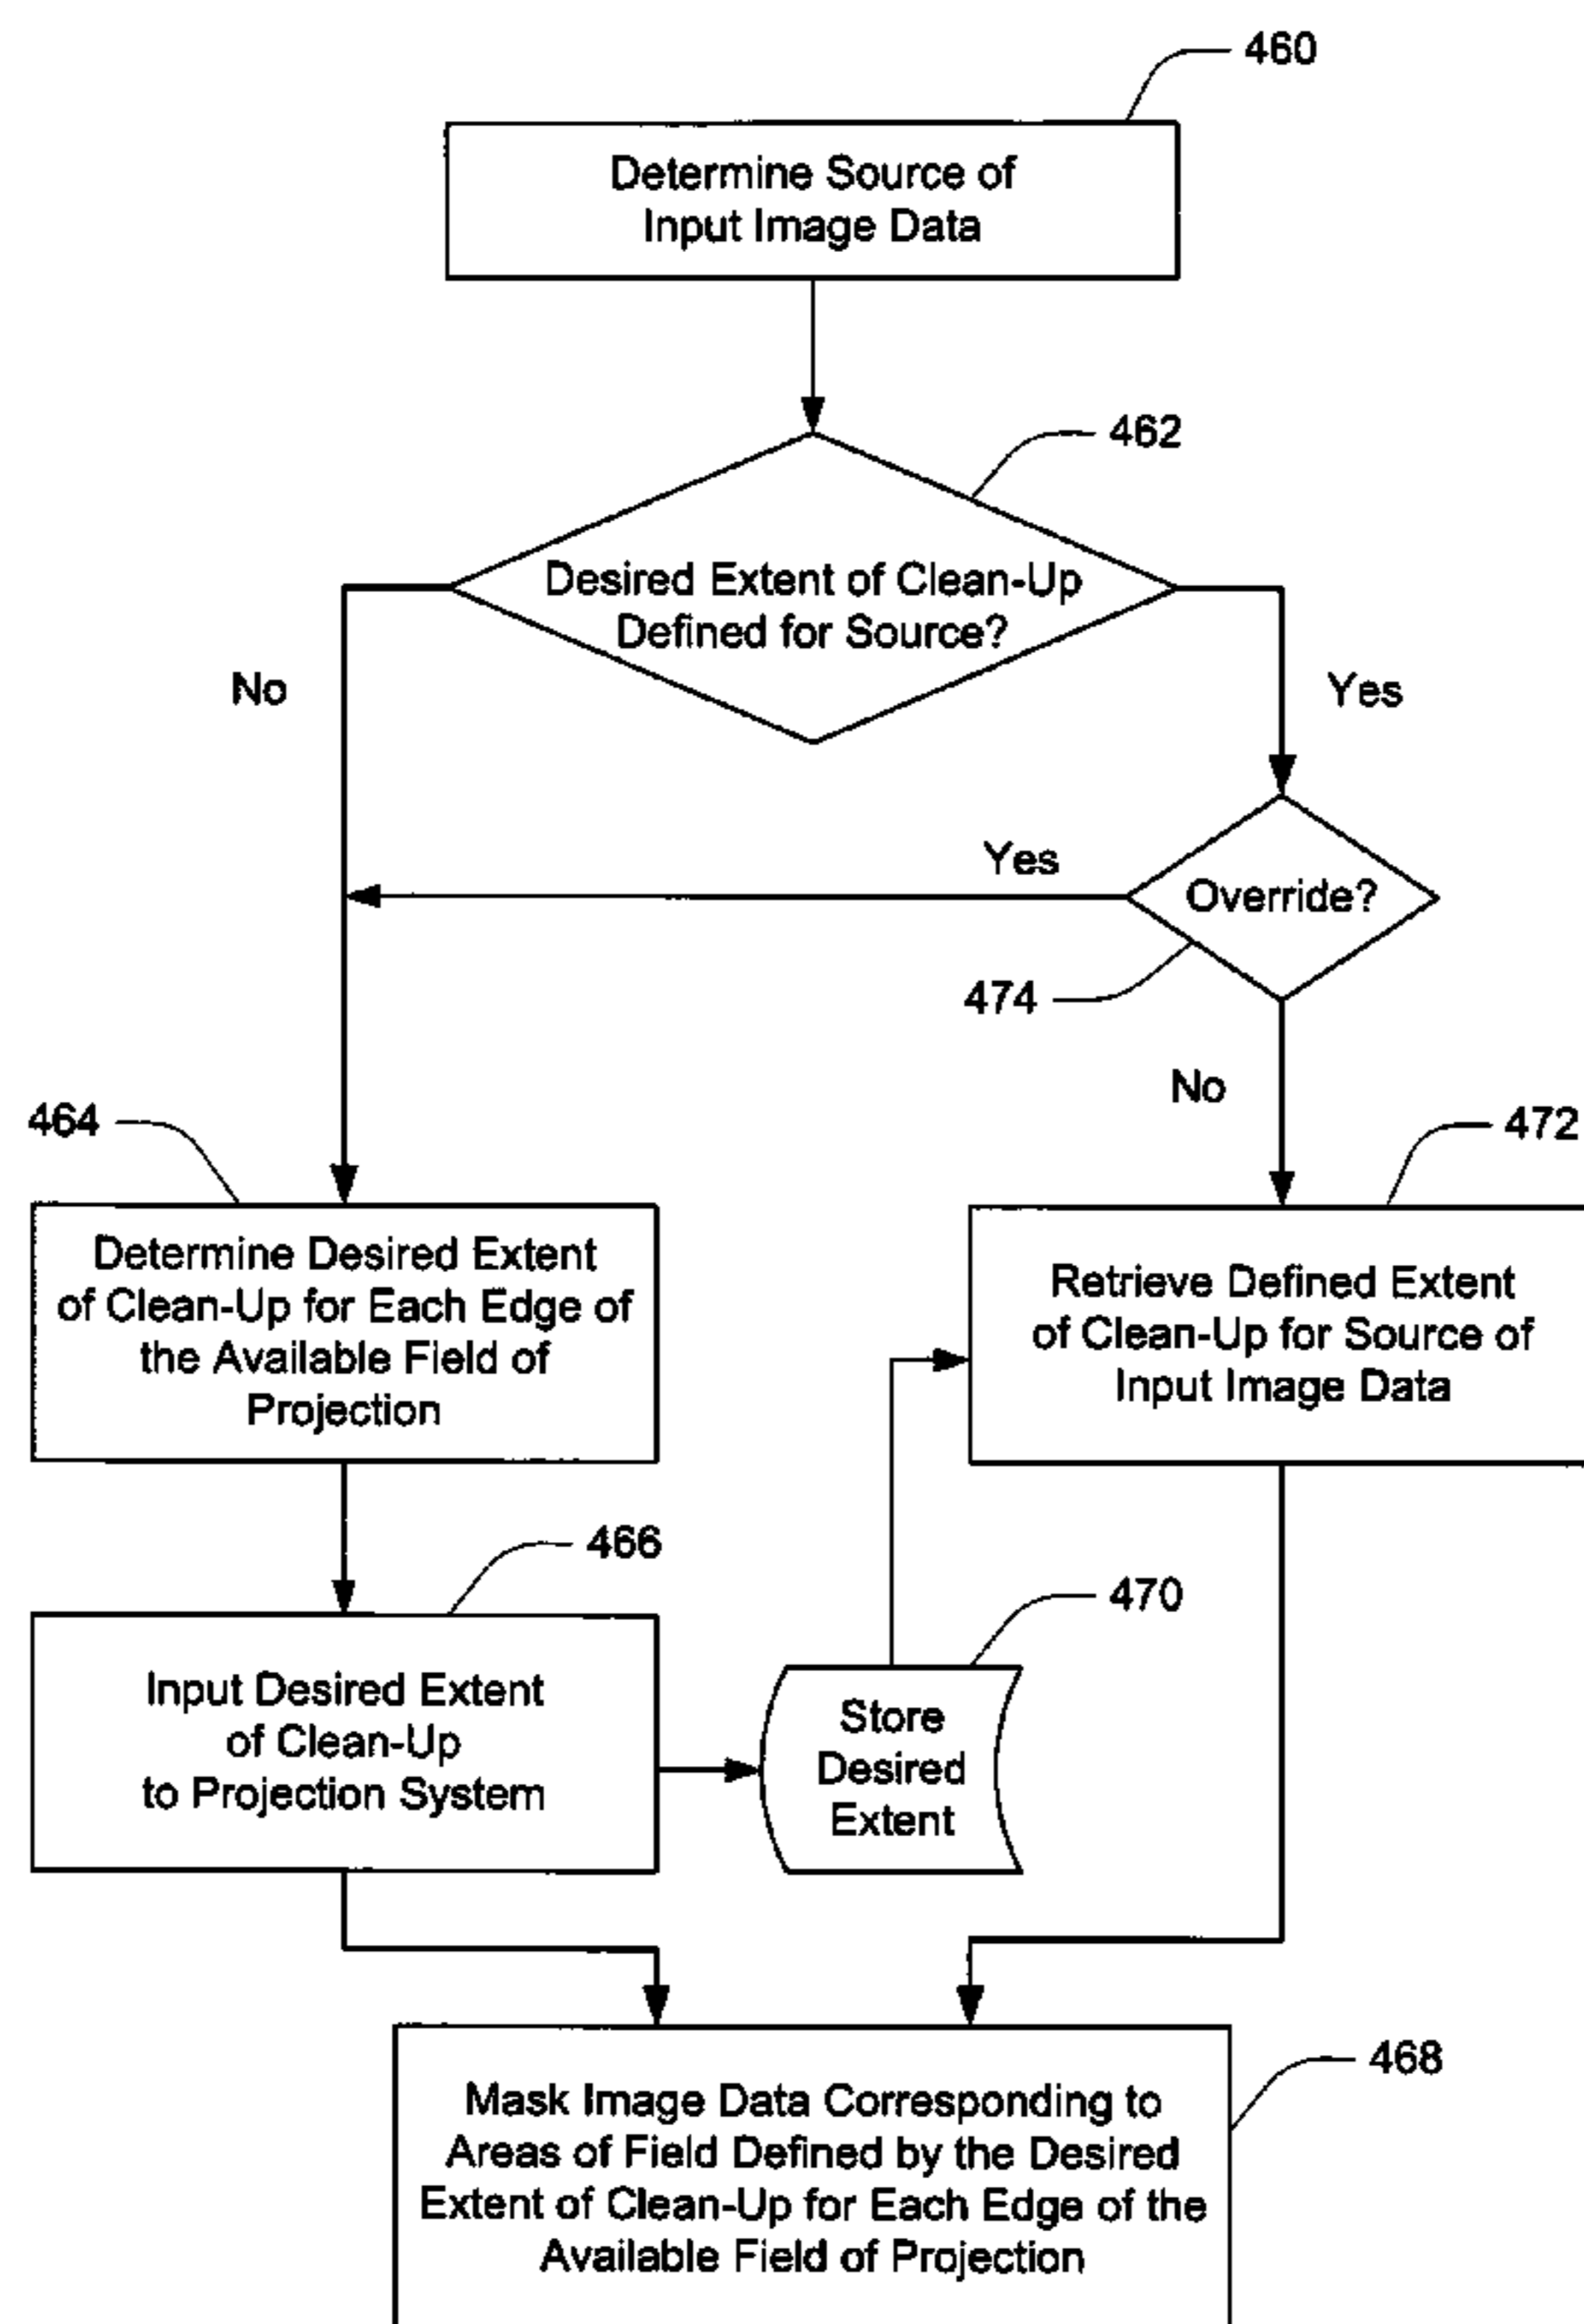 460
Determine Source of
Input Image Data
462
Desired Extent of Clean-Up
Defined for Source?
No
Yes
Yes
Override?
474
No
464
472
Determine Desired Extent
of Clean-Up for Each Edge of
the Available Field of
Projection
Retrieve Defined Extent
of Clean-Up for Source of
Input Image Data
466
470
Input Desired Extent
of Clean-Up
to Projection System
Store
Desired
Extent
468
Mask Image Data Corresponding to
Areas of Field Defined by the Desired
Extent of Clean-Up for Each Edge of the
Available Field of Projection